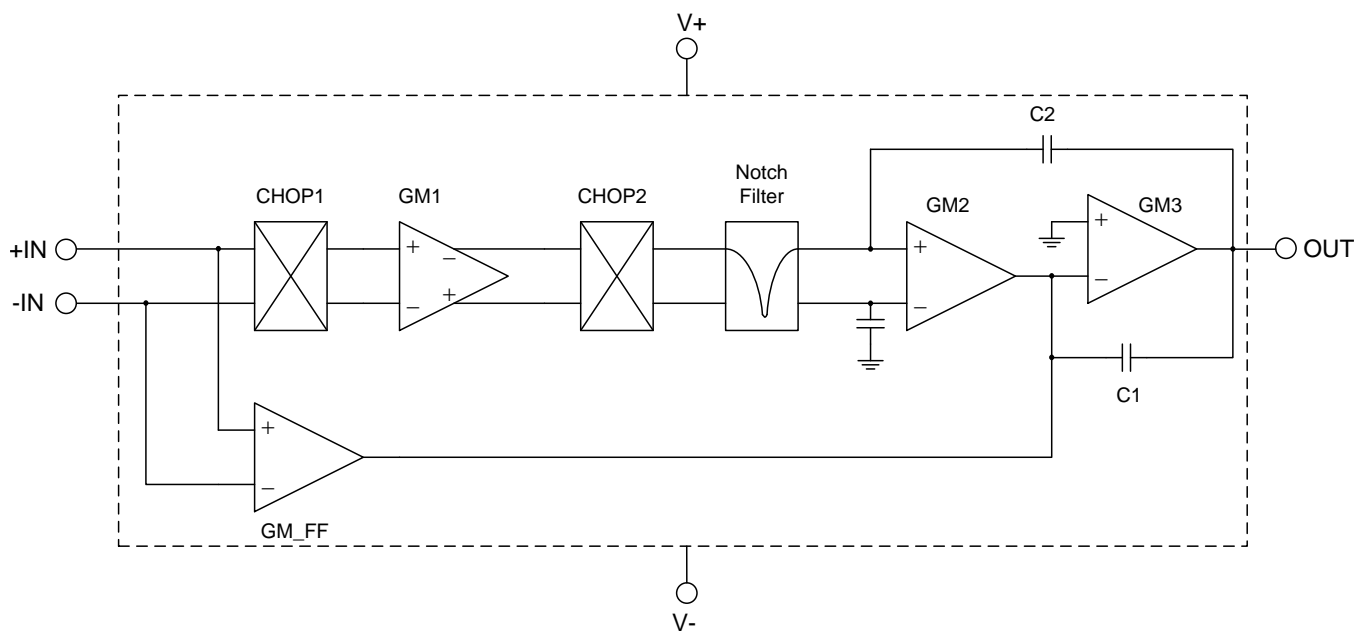 V+
C2
Notch
Filter
CHOP1
GM1
CHOP2
GM2
GM3
+IN
+
−
+
+
−
OUT
-IN
−
+
−
C1
+
−
GM_FF
V-